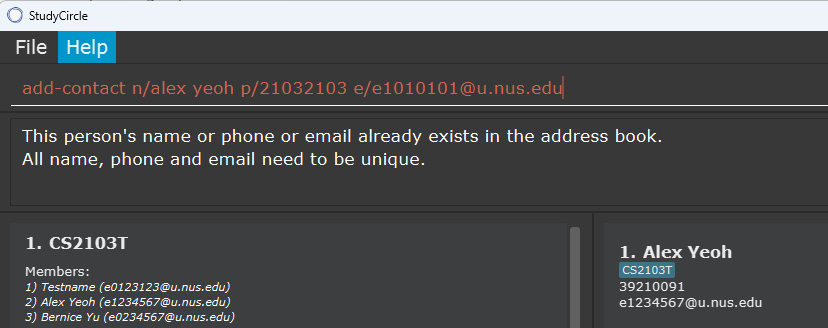 StudyCircle
File Help
add-contact n/alex yeoh p/21032103 e/e1010101@u.nus.edu
This person's name or phone or email already exists in the address book.
All name, phone and email need to be unique.
1. CS2103T
Members:
1) Testname (e0123123@u.nus.edu)
2) Alex Yeoh (e1234567@u.nus.edu)
3) Bernice Yu (e0234567@u.nus.edu)
1. Alex Yeoh
CS2103T
39210091
e1234567@u.nus.edu